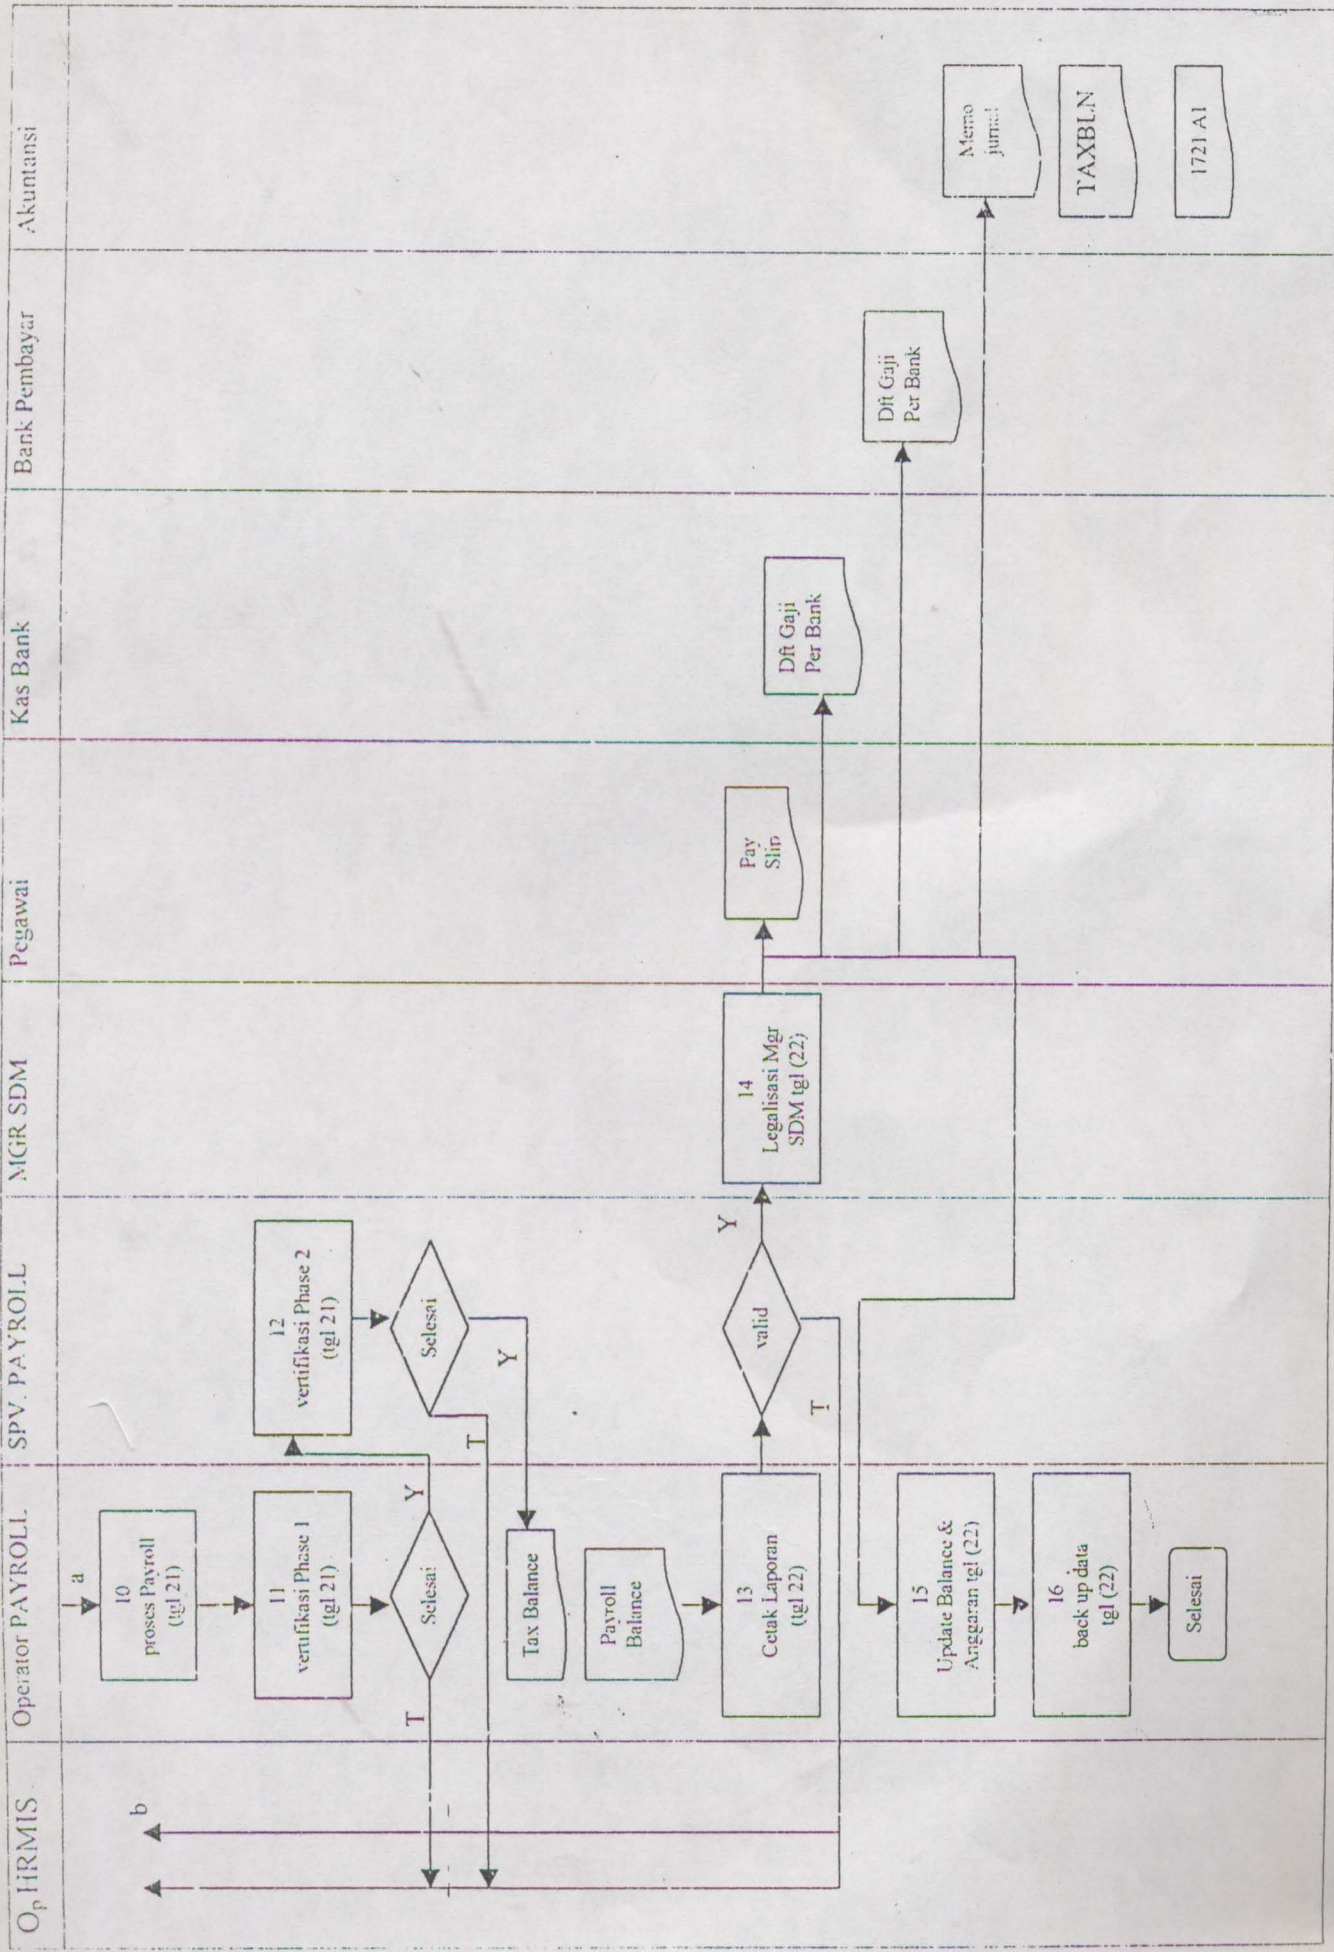 Op HRMIS
Operator PAYROLL
SPV. PAYROLL
MGR SDM
Pegawai
Kas Bank
Bank Pembayar
Akuntansi
a
b
10
proses Payroll
(tgl 21)
11
vertifikasi Phase 1
(tgl 21)
12
vertifikasi Phase 2
(tgl 21)
Selesai
T
Y
Selesai
T
Y
Tax Balance
Payroll
Balance
13
Cetak Laporan
(tgl 22)
valid
Y
T
14
Legalisasi Mgr
SDM tgl (22)
Pay
Slip
Dft Gaji
Per Bank
Dft Gaji
Per Bank
Memo
jurnal
TAXBLN
1721 A1
15
Update Balance &
Anggaran tgl (22)
16
back up data
tgl (22)
Selesai